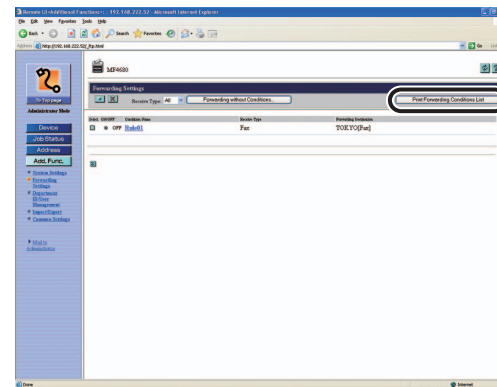 Remote UI <Additional Functions> : 192.168.222.52 - Microsoft Internet Explorer
File Edit View Favorites Tools Help
Back Search Favorites
Address http://192.168.222.52/_ftp.html Go
MF4680
To Top page
Administrator Mode
Forwarding Settings
Receive Type All Forwarding without Conditions... Print Forwarding Conditions List
Select ON/OFF Condition Name Receive Type Forwarding Destination
OFF Rule01 Fax TOKYO[Fax]
Device
Job Status
Address
Add. Func.
System Settings
Forwarding
Settings
Department
ID/User
Management
Import/Export
Common Settings
Mail to
Administrator
Done Internet